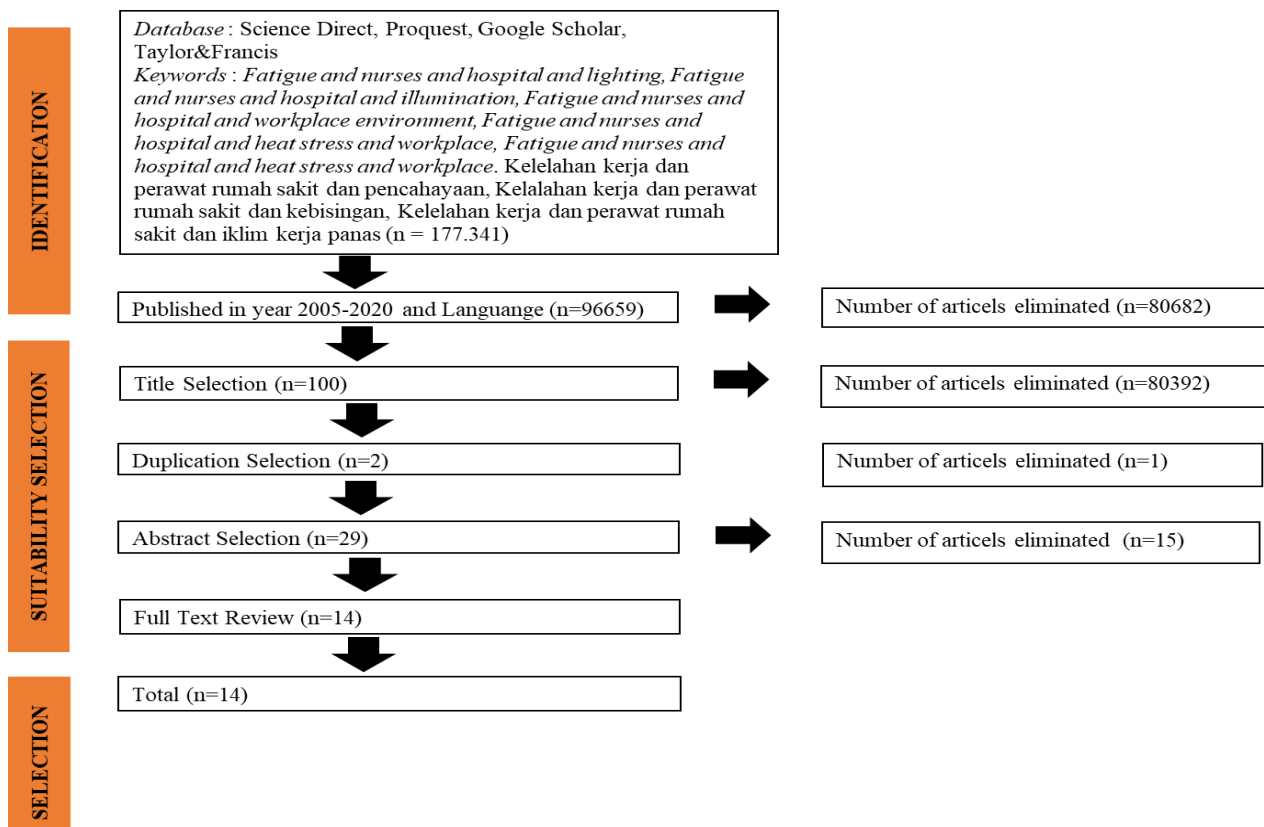 IDENTIFICATON
Database : Science Direct, Proquest, Google Scholar,
Taylor&Francis
Keywords : Fatigue and nurses and hospital and lighting, Fatigue
and nurses and hospital and illumination, Fatigue and nurses and
hospital and workplace environment, Fatigue and nurses and
hospital and heat stress and workplace, Fatigue and nurses and
hospital and heat stress and workplace. Kelelahan kerja dan
perawat rumah sakit dan pencahayaan, Kelalahan kerja dan perawat
rumah sakit dan kebisingan, Kelelahan kerja dan perawat rumah
sakit dan iklim kerja panas (n = 177.341)
Published in year 2005-2020 and Languange (n=96659)
Number of articels eliminated (n=80682)
SUITABILITY SELECTION
Title Selection (n=100)
Number of articels eliminated (n=80392)
Duplication Selection (n=2)
Number of articels eliminated (n=1)
Abstract Selection (n=29)
Number of articels eliminated (n=15)
Full Text Review (n=14)
SELECTION
Total (n=14)